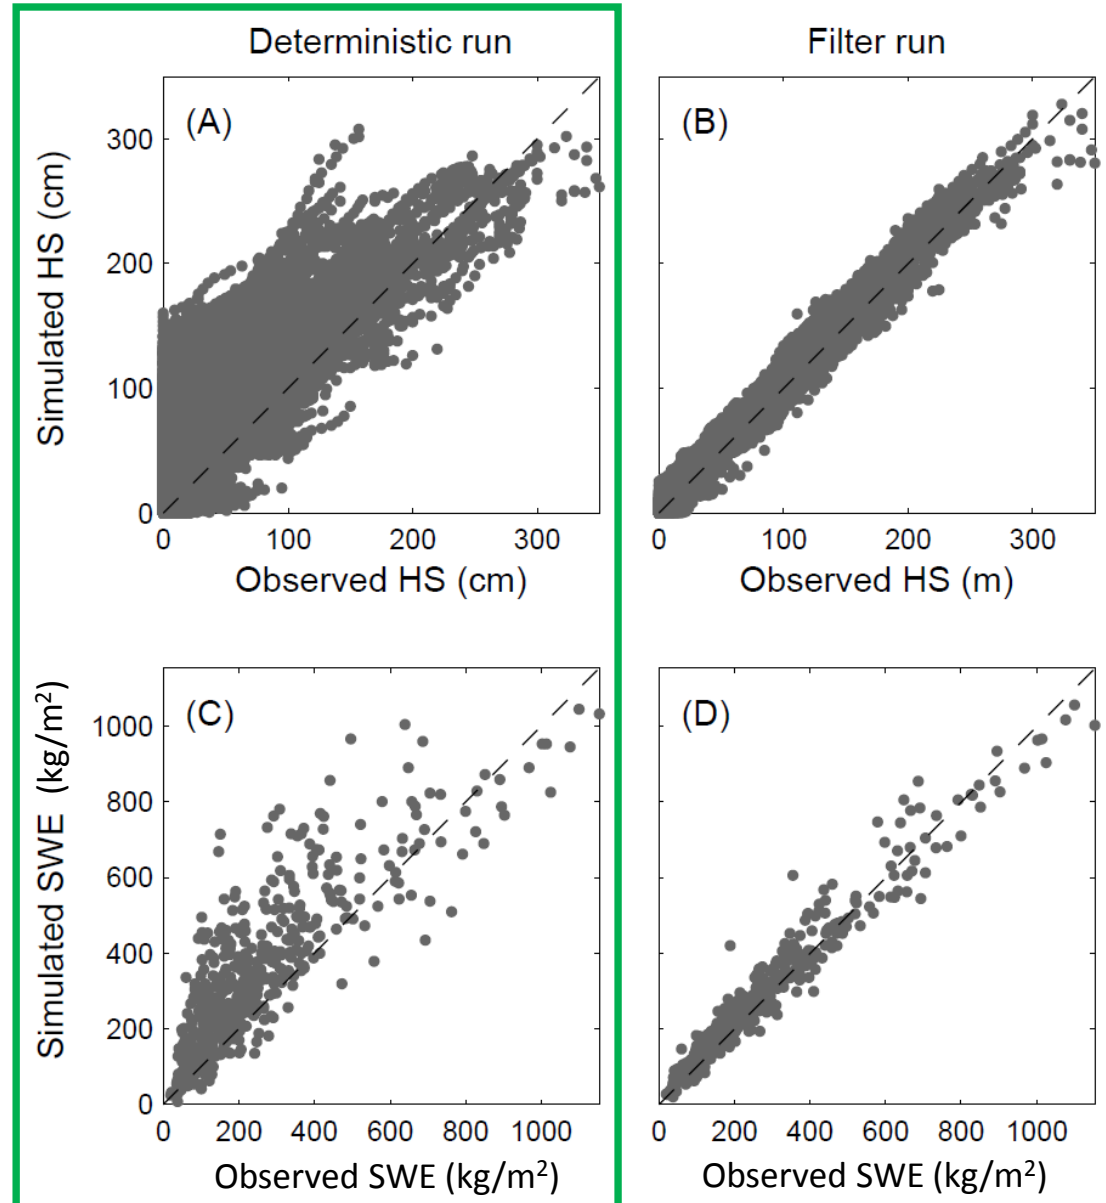 Deterministic run
Filter run
(A)
300
200
100
0
Simulated HS (cm)
0 100 200 300
Observed HS (cm)
(B)
0 100 200 300
Observed HS (m)
(C)
1000
800
600
400
200
0
Simulated SWE (kg/m²)
0 200 400 600 800 1000
Observed SWE (kg/m²)
(D)
0 200 400 600 800 1000
Observed SWE (kg/m²)